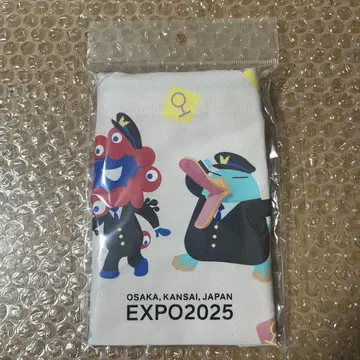 OSAKA, KANSAI, JAPAN
EXPO2025